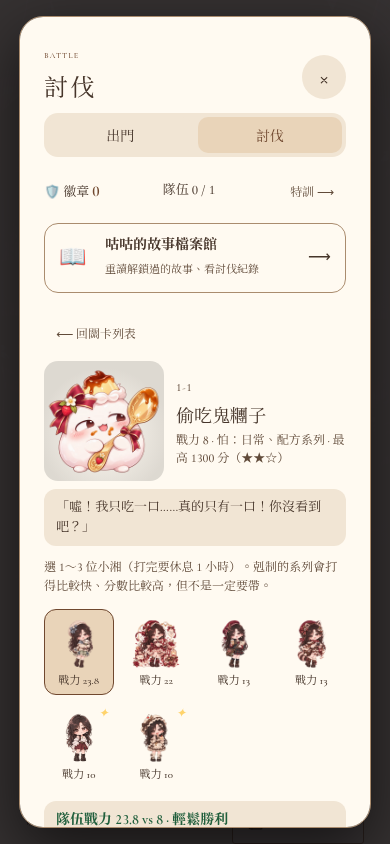 BATTLE
討伐
×
出門
討伐
🛡️ 徽章 0
隊伍 0 / 1
特訓 ⟶
咕咕的故事檔案館
重讀解鎖過的故事、看討伐紀錄
⟶
⟵ 回關卡列表
1-1
偷吃鬼糰子
戰力 8 · 怕：日常、配方系列 · 最
高 1300 分（★★☆）
「噓！我只吃一口……真的只有一口！你沒看到
吧？」
選 1～3 位小湘（打完要休息 1 小時）。剋制的系列會打
得比較快、分數比較高，但不是一定要帶。
戰力 23.8
戰力 22
戰力 13
戰力 13
戰力 10
戰力 10
隊伍戰力 23.8 vs 8 · 輕鬆勝利